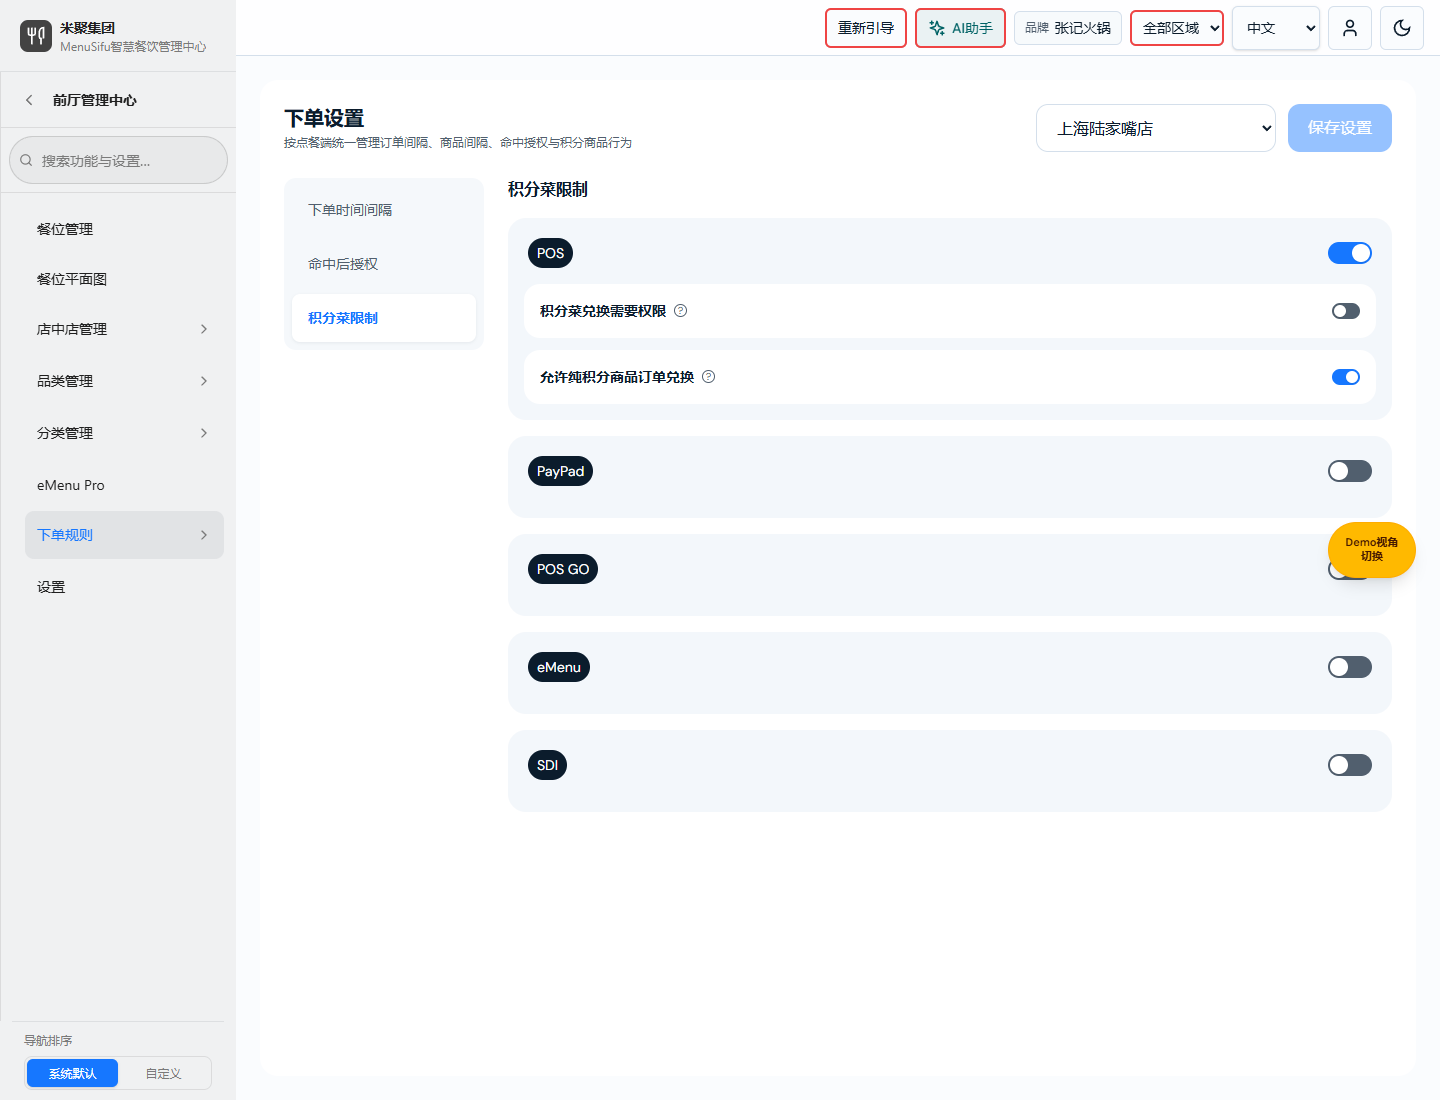 米聚集团
MenuSifu智慧餐饮管理中心
重新引导
AI助手
品牌 张记火锅
全部区域
中文
前厅管理中心
搜索功能与设置...
餐位管理
餐位平面图
店中店管理
品类管理
分类管理
eMenu Pro
下单规则
设置
导航排序
系统默认
自定义
下单设置
按点餐端统一管理订单间隔、商品间隔、命中授权与积分商品行为
上海陆家嘴店
保存设置
下单时间间隔
命中后授权
积分菜限制
积分菜限制
POS
积分菜兑换需要权限
允许纯积分商品订单兑换
PayPad
POS GO
eMenu
SDI
Demo视角
切换